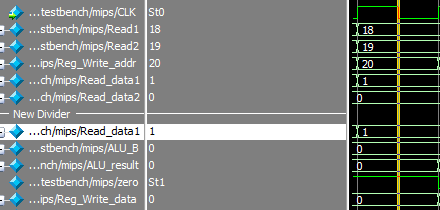 ...testbench/mips/CLK St0
...stbench/mips/Read1 18 18
...stbench/mips/Read2 19 19
...ips/Reg_Write_addr 20 20
...ch/mips/Read_data1 1 1
...ch/mips/Read_data2 0 0
New Divider
...ch/mips/Read_data1 1 1
...stbench/mips/ALU_B 0 0
...nch/mips/ALU_result 0 0
...testbench/mips/zero St1
...ips/Reg_Write_data 0 0